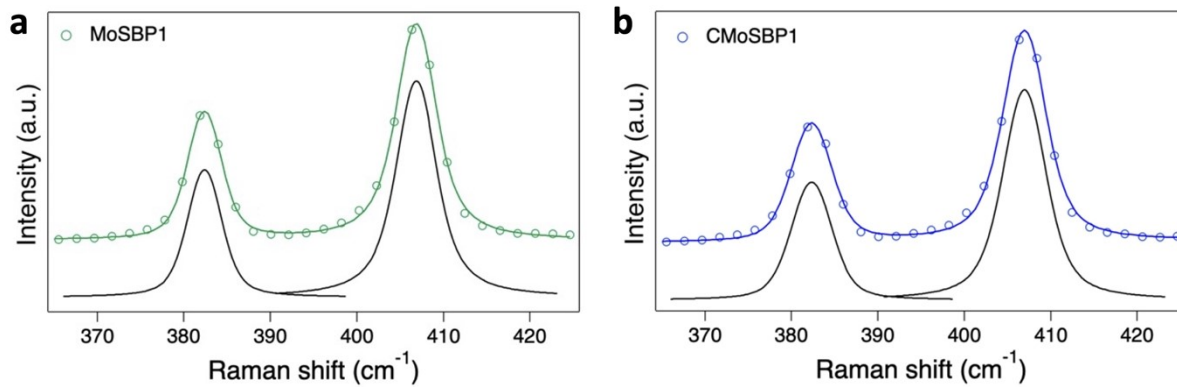 a
MoSBP1
Intensity (a.u.)
370 380 390 400 410 420
Raman shift (cm⁻¹)
b
CMoSBP1
Intensity (a.u.)
370 380 390 400 410 420
Raman shift (cm⁻¹)